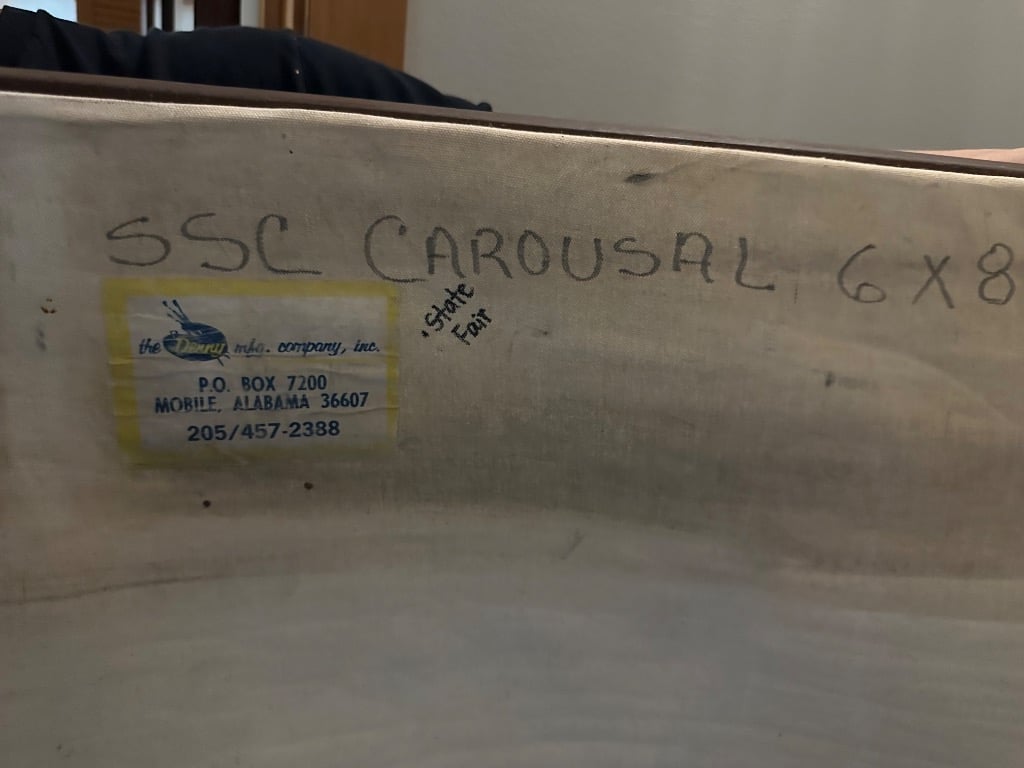 SSC CAROUSAL 6X8
State
Fair
the Denny mfg. company, inc.
P.O. BOX 7200
MOBILE, ALABAMA 36607
205/457-2388